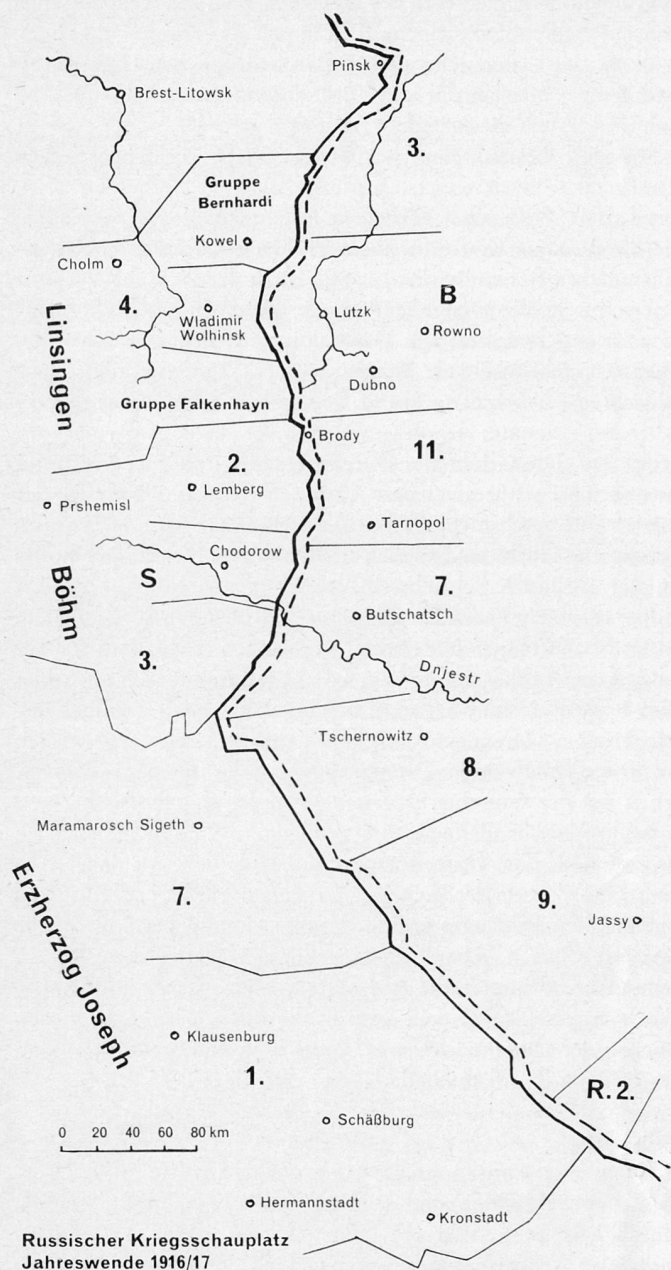 Pinsk
Brest-Litowsk
3.
Gruppe
Bernhardi
Kowel
Cholm
B
4.
Lutzk
Wladimir
Wolhinsk
Rowno
Linsingen
Dubno
Gruppe Falkenhayn
Brody
11.
2.
Lemberg
Prshemisl
Tarnopol
Chodorow
S
7.
Böhm
Butschatsch
3.
Dnjestr
Tschernowitz
8.
Maramarosch Sigeth
7.
9.
Jassy
Erzherzog Joseph
Klausenburg
1.
R.2.
Schäßburg
0 20 40 60 80 km
Hermannstadt
Kronstadt
Russischer Kriegsschauplatz
Jahreswende 1916/17